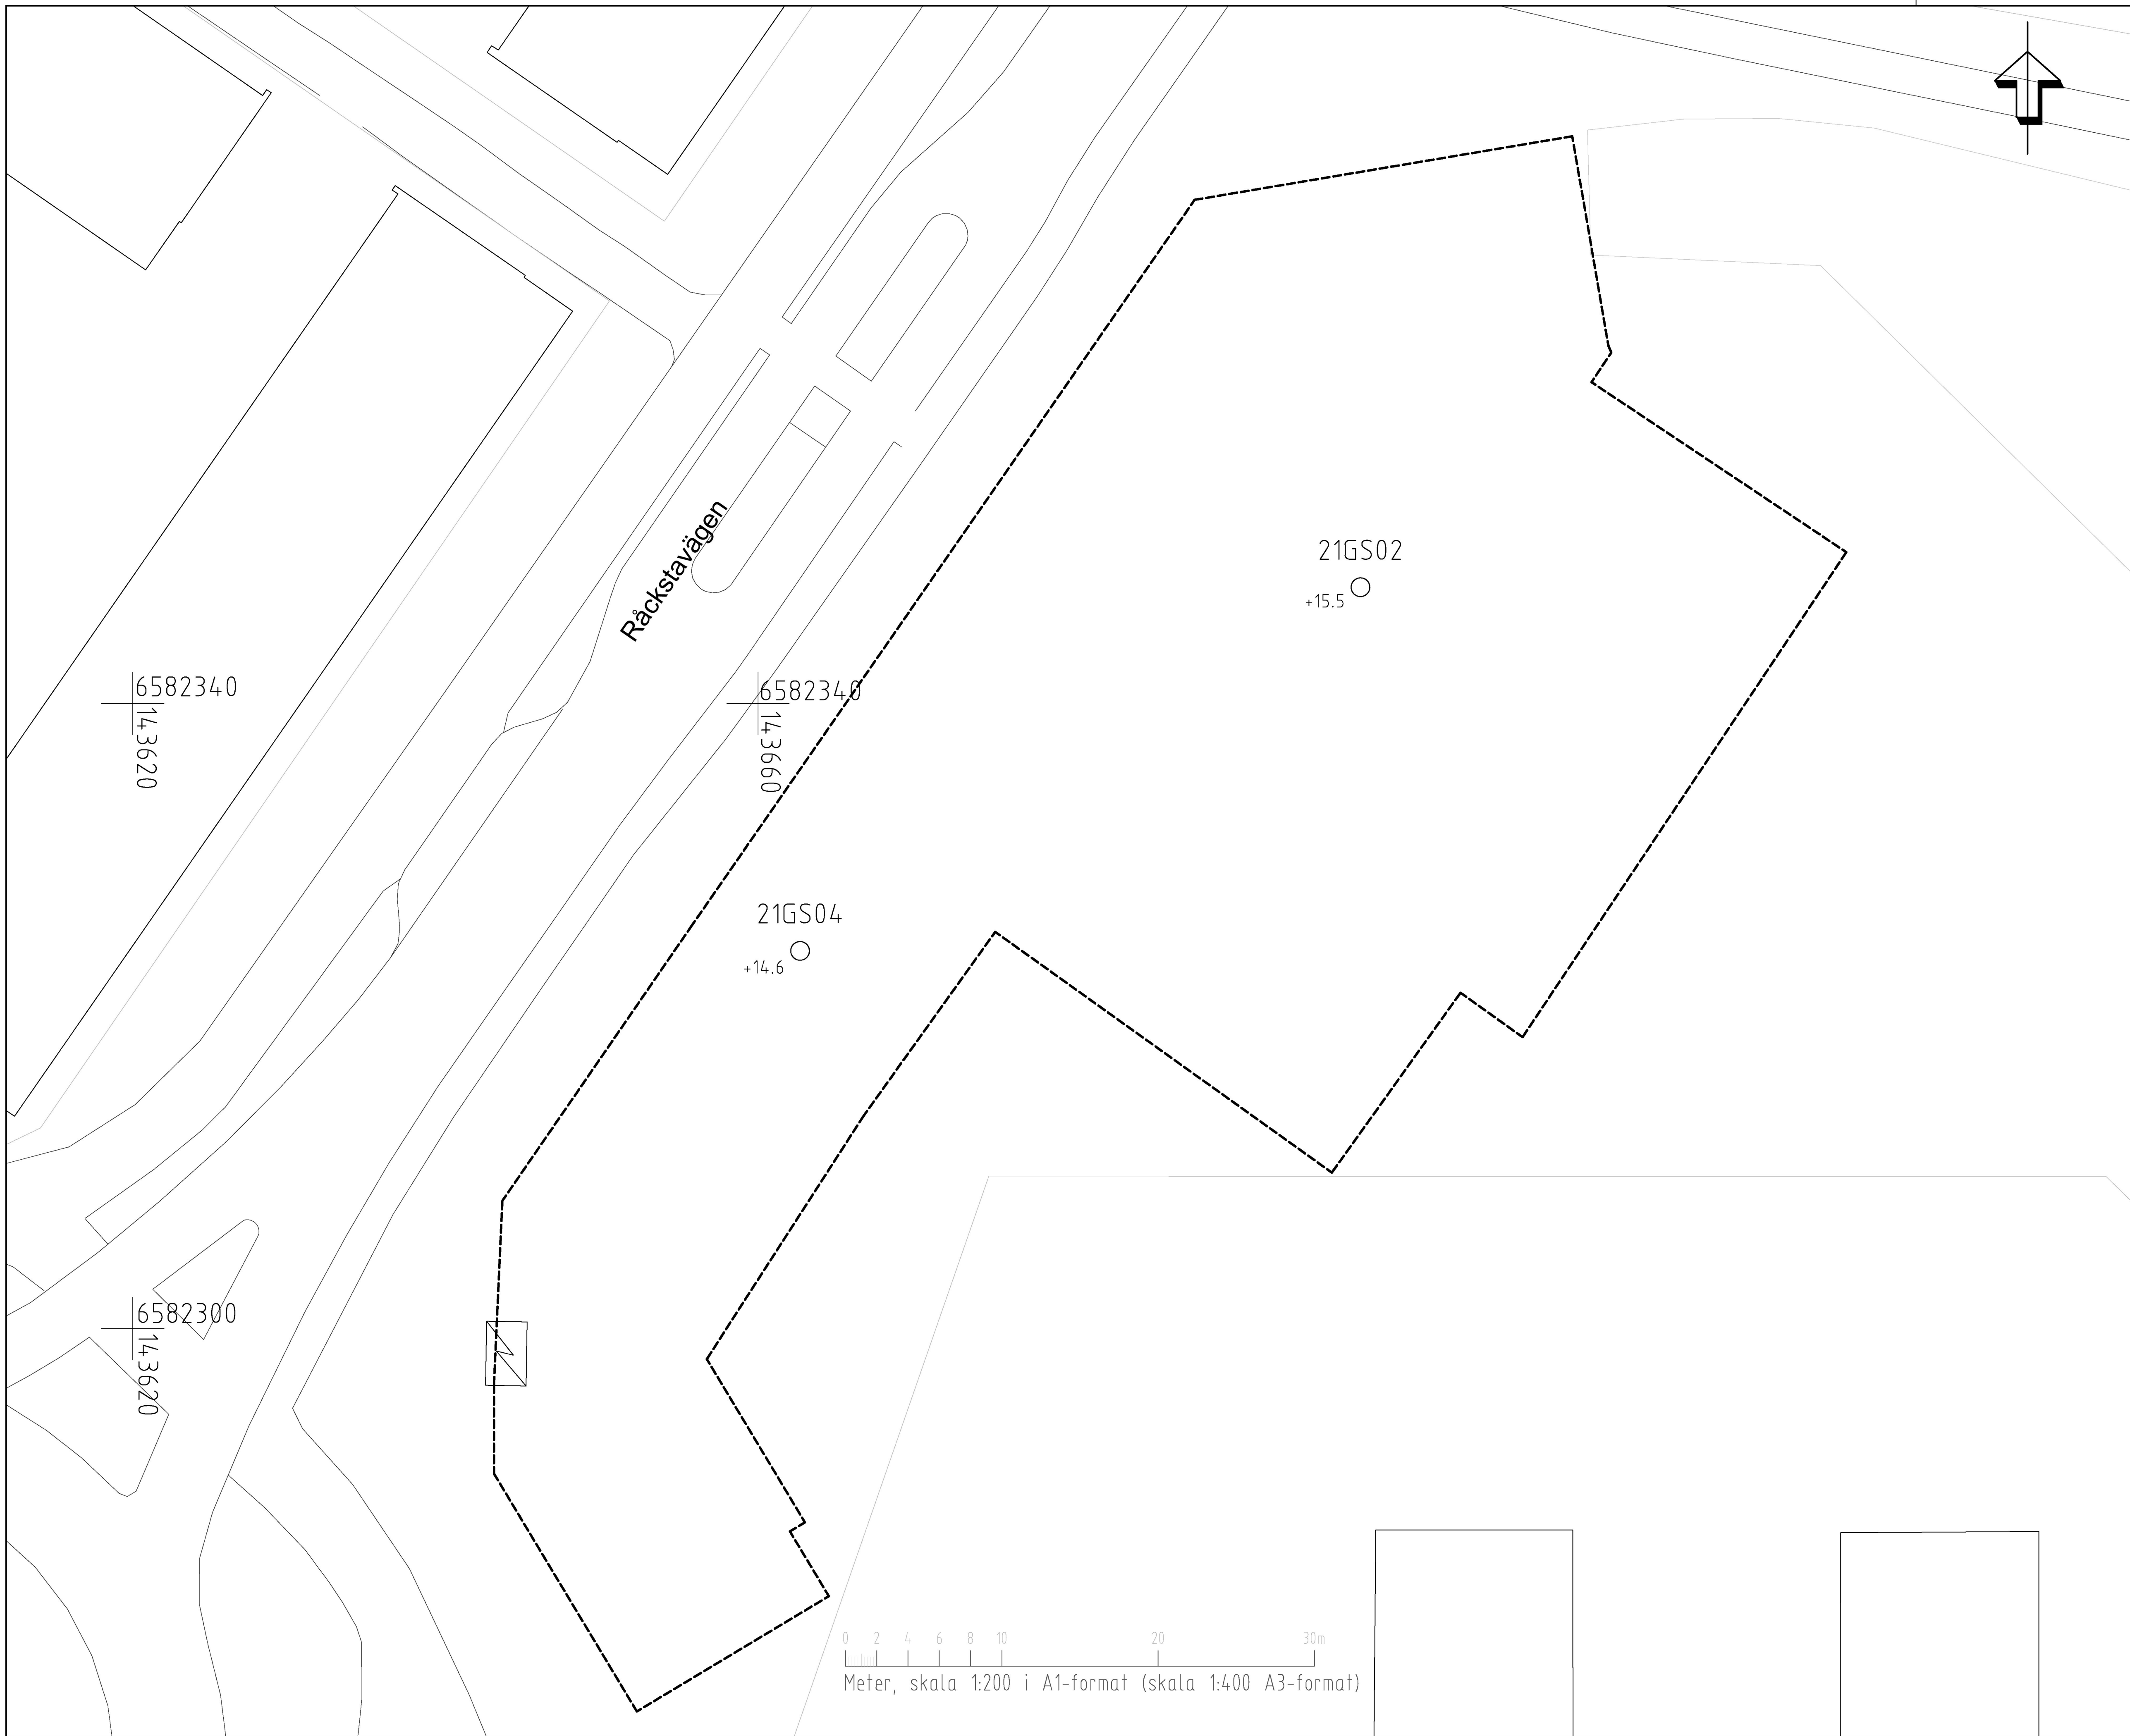 21GS02
+15.5
Råckstavägen
6582340
143620
6582340
143660
21GS04
+14.6
6582300
143620
0 2 4 6 8 10 20 30m
Meter, skala 1:200 i A1-format (skala 1:400 A3-format)